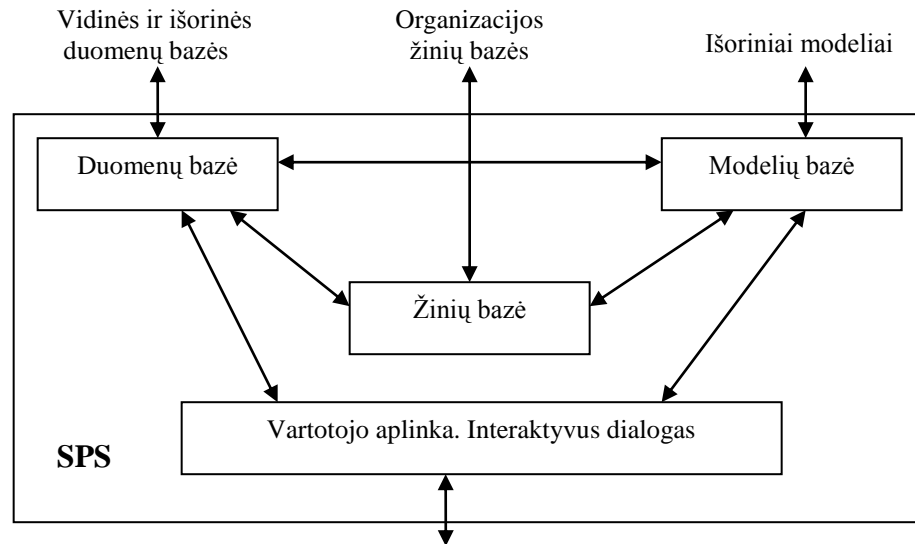 Vidinės ir išorinės
duomenų bazės
Organizacijos
žinių bazės
Išoriniai modeliai
Duomenų bazė
Modelių bazė
Žinių bazė
Vartotojo aplinka. Interaktyvus dialogas
SPS